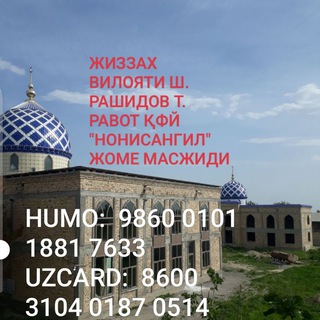 ЖИЗЗАХ
ВИЛОЯТИ Ш.
РАШИДОВ Т.
РАВОТ ҚФЙ
"НОНИСАНГИЛ"
ЖОМЕ МАСЖИДИ
HUMO: 9860 0101
1881 7633
UZCARD: 8600
3104 0187 0514